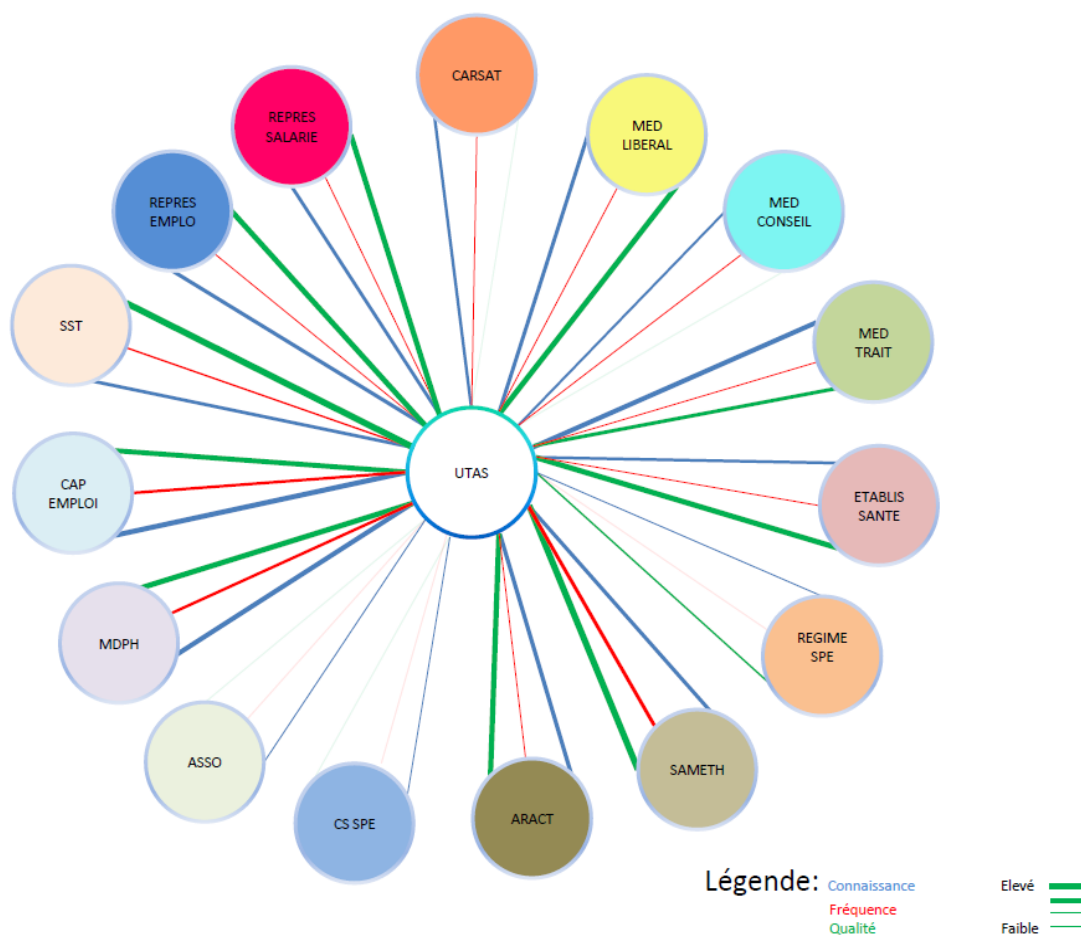 CARSAT
REPRES
SALARIE
MED
LIBERAL
REPRES
EMPLO
MED
CONSEIL
SST
MED
TRAIT
UTAS
CAP
EMPLOI
ETABLIS
SANTE
MDPH
REGIME
SPE
ASSO
SAMETH
CS SPE
ARACT
Légende: Connaissance Elevé
Fréquence
Qualité Faible